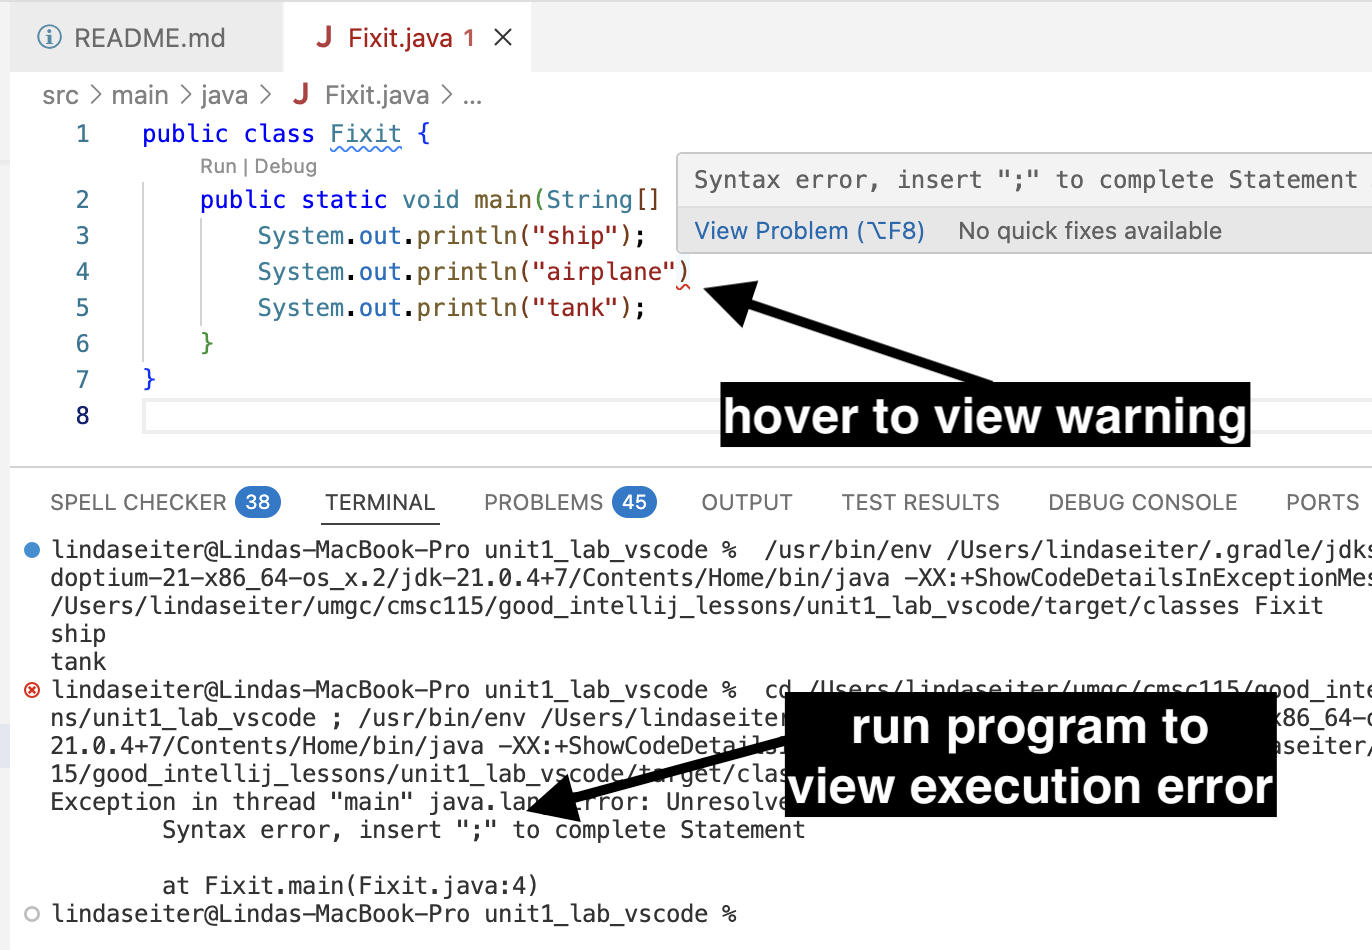 README.md
J Fixit.java 1
src > main > java > J Fixit.java > ...
1 public class Fixit {
Run | Debug
2 public static void main(String[]
3 System.out.println("ship");
4 System.out.println("airplane")
5 System.out.println("tank");
6 }
7 }
8
Syntax error, insert ";" to complete Statement
View Problem (⌥F8) No quick fixes available
hover to view warning
SPELL CHECKER 38 TERMINAL PROBLEMS 45 OUTPUT TEST RESULTS DEBUG CONSOLE PORTS
lindaseiter@Lindas-MacBook-Pro unit1_lab_vscode % /usr/bin/env /Users/lindaseiter/.gradle/jdks
doptium-21-x86_64-os_x.2/jdk-21.0.4+7/Contents/Home/bin/java -XX:+ShowCodeDetailsInExceptionMes
/Users/lindaseiter/umgc/cmsc115/good_intellij_lessons/unit1_lab_vscode/target/classes Fixit
ship
tank
lindaseiter@Lindas-MacBook-Pro unit1_lab_vscode % cd /Users/lindaseiter/umgc/cmsc115/good_inte
ns/unit1_lab_vscode ; /usr/bin/env /Users/lindaseiter x86_64-o
21.0.4+7/Contents/Home/bin/java -XX:+ShowCodeDetails aseiter/
15/good_intellij_lessons/unit1_lab_vscode/target/clas
Exception in thread "main" java.lan error: Unresolve
Syntax error, insert ";" to complete Statement
at Fixit.main(Fixit.java:4)
lindaseiter@Lindas-MacBook-Pro unit1_lab_vscode %
run program to
view execution error